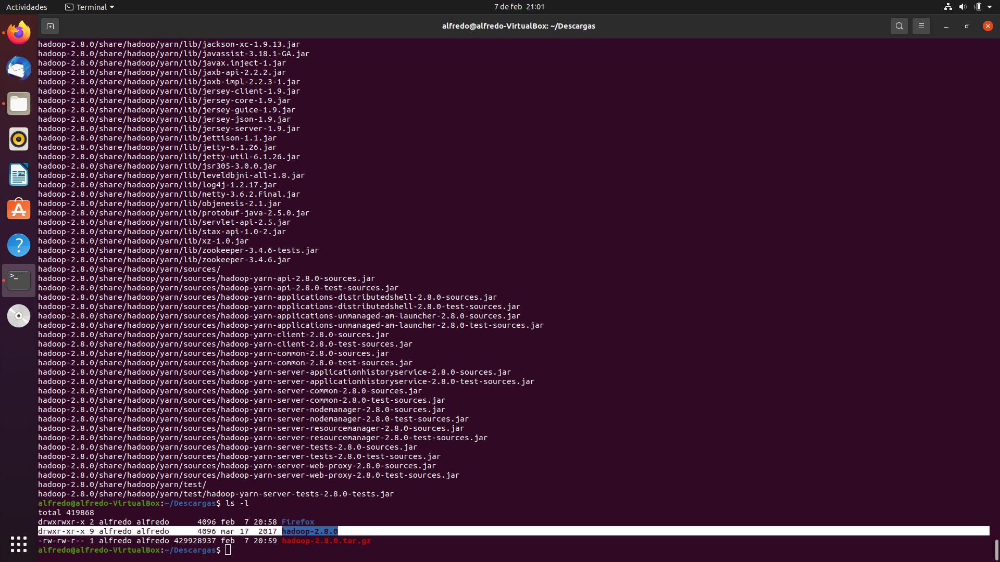 Actividades
Terminal
7 de feb 21:01
alfredo@alfredo-VirtualBox: ~/Descargas
hadoop-2.8.0/share/hadoop/yarn/lib/jackson-xc-1.9.13.jar
hadoop-2.8.0/share/hadoop/yarn/lib/javassist-3.18.1-GA.jar
hadoop-2.8.0/share/hadoop/yarn/lib/javax.inject-1.jar
hadoop-2.8.0/share/hadoop/yarn/lib/jaxb-api-2.2.2.jar
hadoop-2.8.0/share/hadoop/yarn/lib/jaxb-impl-2.2.3-1.jar
hadoop-2.8.0/share/hadoop/yarn/lib/jersey-client-1.9.jar
hadoop-2.8.0/share/hadoop/yarn/lib/jersey-core-1.9.jar
hadoop-2.8.0/share/hadoop/yarn/lib/jersey-guice-1.9.jar
hadoop-2.8.0/share/hadoop/yarn/lib/jersey-json-1.9.jar
hadoop-2.8.0/share/hadoop/yarn/lib/jersey-server-1.9.jar
hadoop-2.8.0/share/hadoop/yarn/lib/jettison-1.1.jar
hadoop-2.8.0/share/hadoop/yarn/lib/jetty-6.1.26.jar
hadoop-2.8.0/share/hadoop/yarn/lib/jetty-util-6.1.26.jar
hadoop-2.8.0/share/hadoop/yarn/lib/jsr305-3.0.0.jar
hadoop-2.8.0/share/hadoop/yarn/lib/leveldbjni-all-1.8.jar
hadoop-2.8.0/share/hadoop/yarn/lib/log4j-1.2.17.jar
hadoop-2.8.0/share/hadoop/yarn/lib/netty-3.6.2.Final.jar
hadoop-2.8.0/share/hadoop/yarn/lib/objenesis-2.1.jar
hadoop-2.8.0/share/hadoop/yarn/lib/protobuf-java-2.5.0.jar
hadoop-2.8.0/share/hadoop/yarn/lib/servlet-api-2.5.jar
hadoop-2.8.0/share/hadoop/yarn/lib/stax-api-1.0-2.jar
hadoop-2.8.0/share/hadoop/yarn/lib/xz-1.0.jar
hadoop-2.8.0/share/hadoop/yarn/lib/zookeeper-3.4.6-tests.jar
hadoop-2.8.0/share/hadoop/yarn/lib/zookeeper-3.4.6.jar
hadoop-2.8.0/share/hadoop/yarn/sources/
hadoop-2.8.0/share/hadoop/yarn/sources/hadoop-yarn-api-2.8.0-sources.jar
hadoop-2.8.0/share/hadoop/yarn/sources/hadoop-yarn-api-2.8.0-test-sources.jar
hadoop-2.8.0/share/hadoop/yarn/sources/hadoop-yarn-applications-distributedshell-2.8.0-sources.jar
hadoop-2.8.0/share/hadoop/yarn/sources/hadoop-yarn-applications-distributedshell-2.8.0-test-sources.jar
hadoop-2.8.0/share/hadoop/yarn/sources/hadoop-yarn-applications-unmanaged-am-launcher-2.8.0-sources.jar
hadoop-2.8.0/share/hadoop/yarn/sources/hadoop-yarn-applications-unmanaged-am-launcher-2.8.0-test-sources.jar
hadoop-2.8.0/share/hadoop/yarn/sources/hadoop-yarn-client-2.8.0-sources.jar
hadoop-2.8.0/share/hadoop/yarn/sources/hadoop-yarn-client-2.8.0-test-sources.jar
hadoop-2.8.0/share/hadoop/yarn/sources/hadoop-yarn-common-2.8.0-sources.jar
hadoop-2.8.0/share/hadoop/yarn/sources/hadoop-yarn-common-2.8.0-test-sources.jar
hadoop-2.8.0/share/hadoop/yarn/sources/hadoop-yarn-server-applicationhistoryservice-2.8.0-sources.jar
hadoop-2.8.0/share/hadoop/yarn/sources/hadoop-yarn-server-applicationhistoryservice-2.8.0-test-sources.jar
hadoop-2.8.0/share/hadoop/yarn/sources/hadoop-yarn-server-common-2.8.0-sources.jar
hadoop-2.8.0/share/hadoop/yarn/sources/hadoop-yarn-server-common-2.8.0-test-sources.jar
hadoop-2.8.0/share/hadoop/yarn/sources/hadoop-yarn-server-nodemanager-2.8.0-sources.jar
hadoop-2.8.0/share/hadoop/yarn/sources/hadoop-yarn-server-nodemanager-2.8.0-test-sources.jar
hadoop-2.8.0/share/hadoop/yarn/sources/hadoop-yarn-server-resourcemanager-2.8.0-sources.jar
hadoop-2.8.0/share/hadoop/yarn/sources/hadoop-yarn-server-resourcemanager-2.8.0-test-sources.jar
hadoop-2.8.0/share/hadoop/yarn/sources/hadoop-yarn-server-tests-2.8.0-sources.jar
hadoop-2.8.0/share/hadoop/yarn/sources/hadoop-yarn-server-tests-2.8.0-test-sources.jar
hadoop-2.8.0/share/hadoop/yarn/sources/hadoop-yarn-server-web-proxy-2.8.0-sources.jar
hadoop-2.8.0/share/hadoop/yarn/sources/hadoop-yarn-server-web-proxy-2.8.0-test-sources.jar
hadoop-2.8.0/share/hadoop/yarn/test/
hadoop-2.8.0/share/hadoop/yarn/test/hadoop-yarn-server-tests-2.8.0-tests.jar
alfredo@alfredo-VirtualBox:~/Descargas$ ls -l
total 419868
drwxrwxr-x 2 alfredo alfredo      4096 feb  7 20:58 Firefox
drwxr-xr-x 9 alfredo alfredo      4096 mar 17  2017 hadoop-2.8.0
-rw-rw-r-- 1 alfredo alfredo 429928937 feb  7 20:59 hadoop-2.8.0.tar.gz
alfredo@alfredo-VirtualBox:~/Descargas$